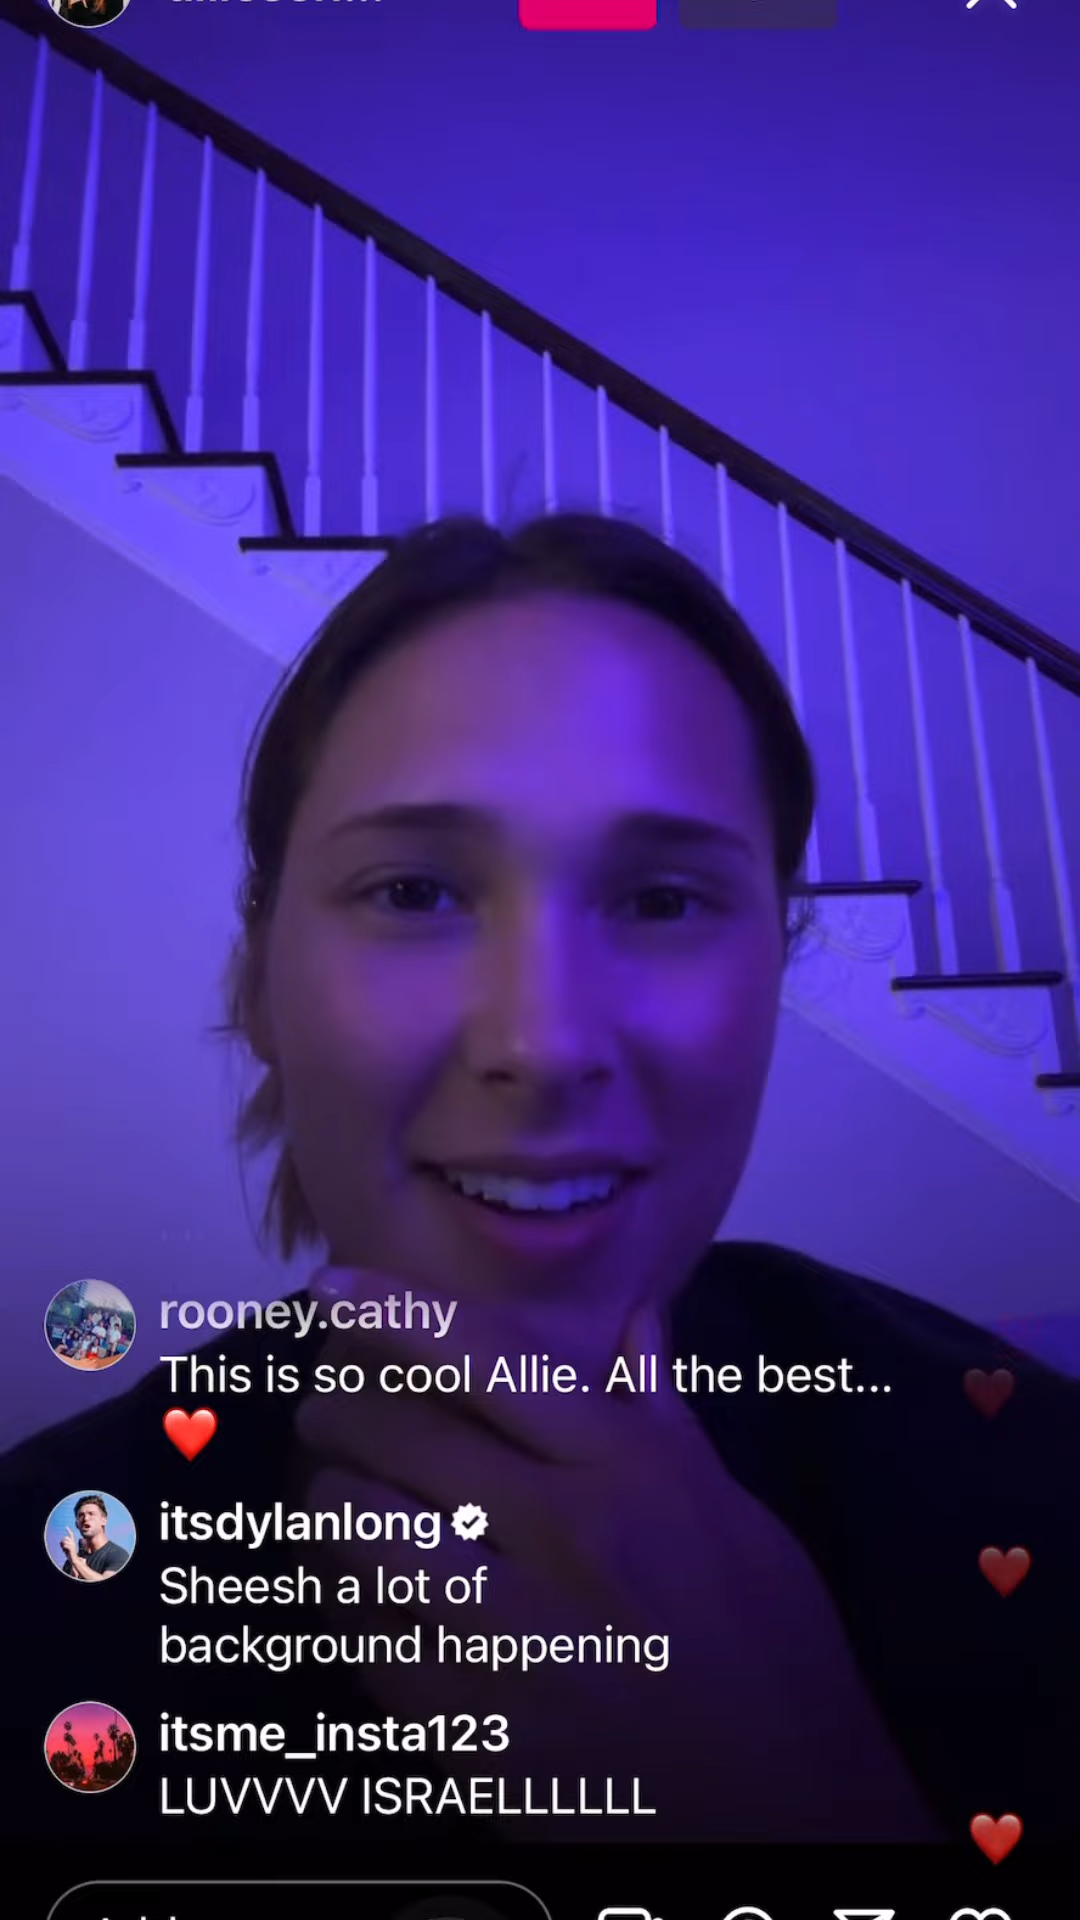 rooney.cathy
This is so cool Allie. All the best...
❤️
itsdylanlong
Sheesh a lot of
background happening
itsme_insta123
LUVVVV ISRAELLLLLL